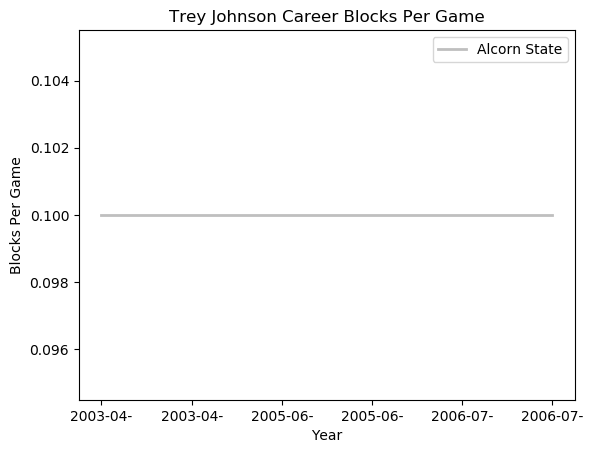 Trey Johnson Career Blocks Per Game
Alcorn State
0.104
0.102
0.100
0.098
0.096
Blocks Per Game
2003-04-
2003-04-
2005-06-
2005-06-
2006-07-
2006-07-
Year